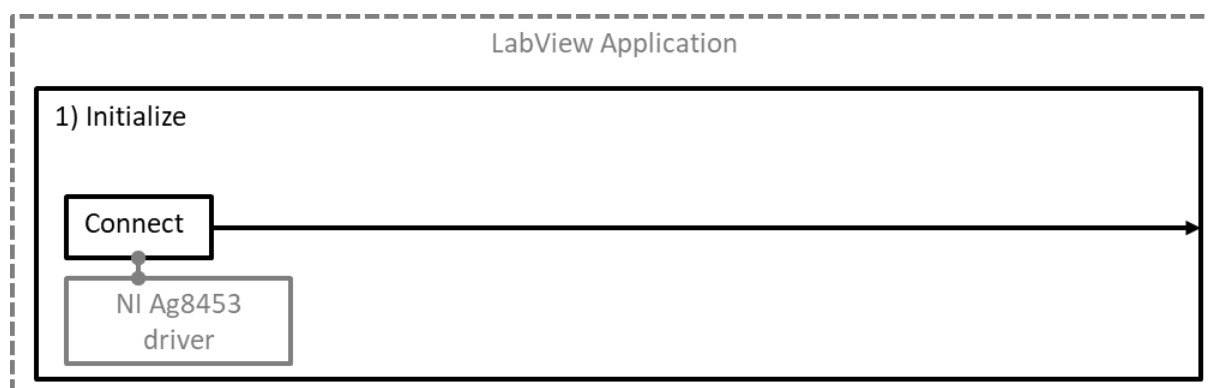 LabView Application
1) Initialize
Connect
NI Ag8453
driver